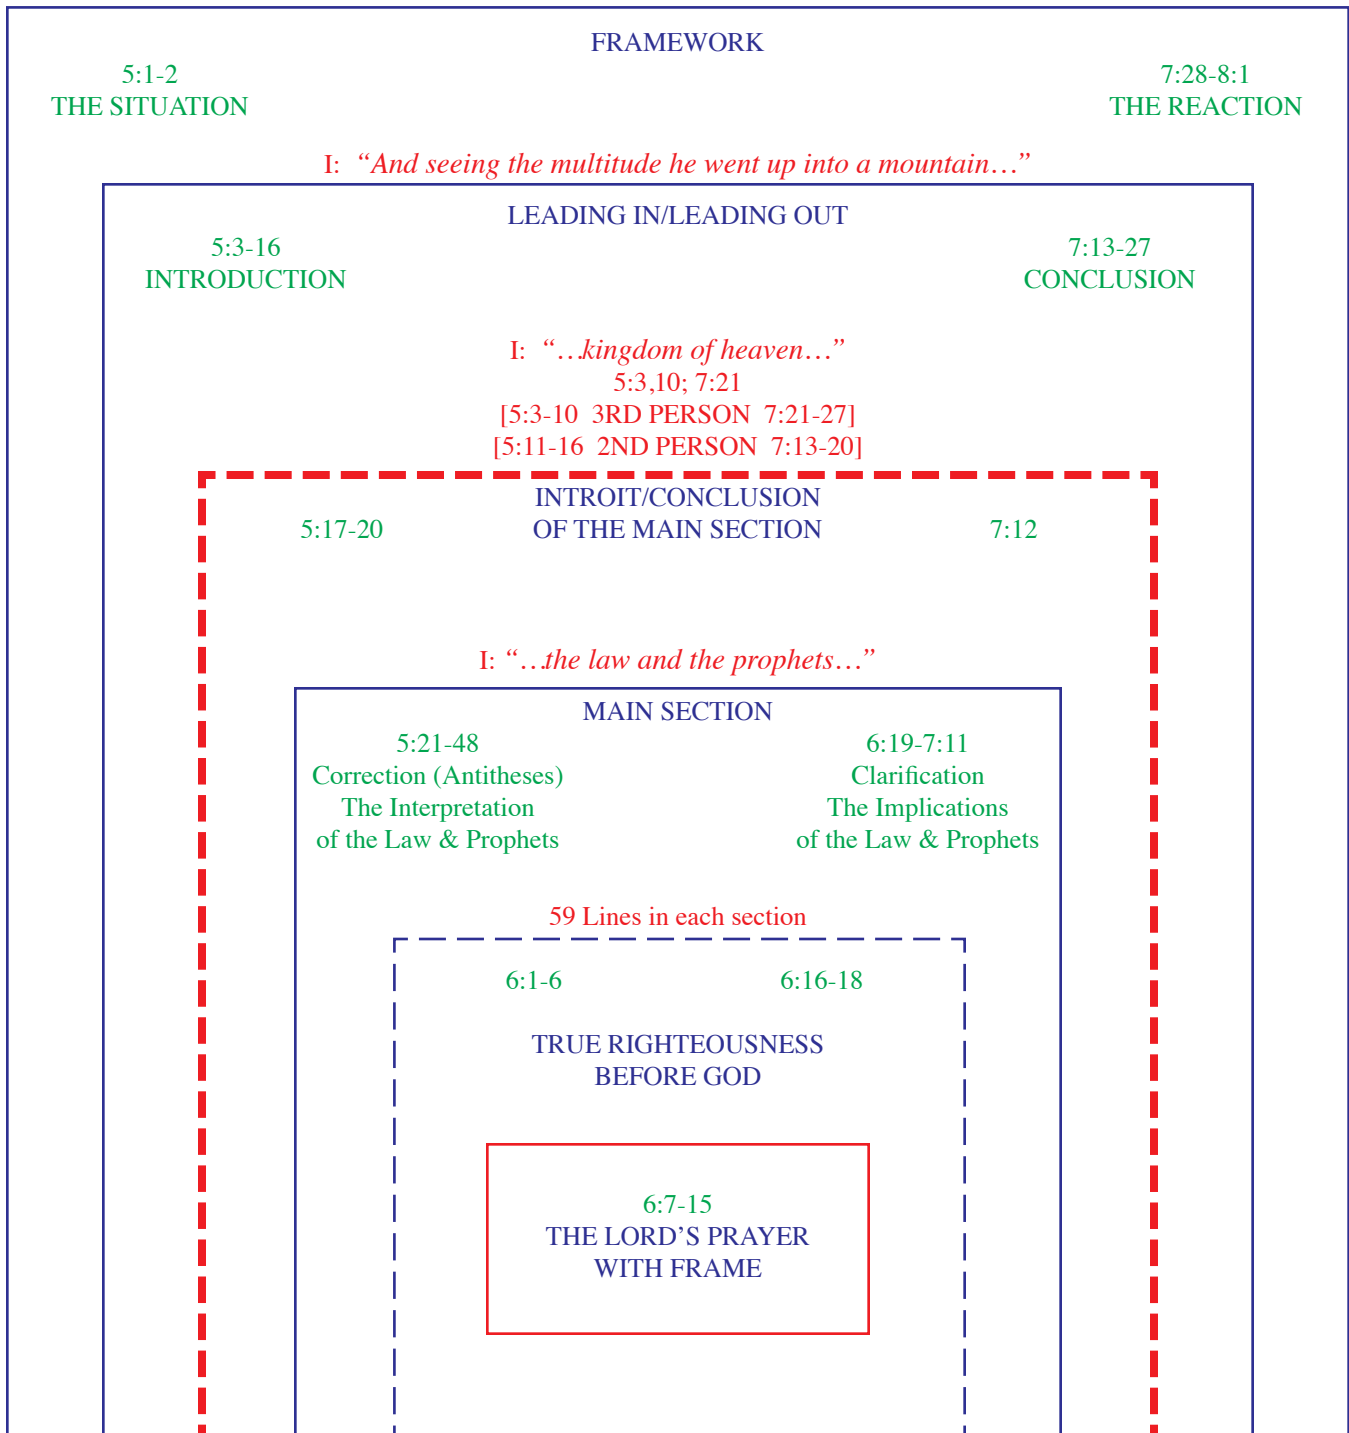 FRAMEWORK
5:1-2 7:28-8:1
THE SITUATION THE REACTION
I: “And seeing the multitude he went up into a mountain…”
LEADING IN/LEADING OUT
5:3-16 7:13-27
INTRODUCTION CONCLUSION
I: “…kingdom of heaven…”
5:3,10; 7:21
[5:3-10 3RD PERSON 7:21-27]
[5:11-16 2ND PERSON 7:13-20]
INTROIT/CONCLUSION
5:17-20 OF THE MAIN SECTION 7:12
I: “…the law and the prophets…”
MAIN SECTION
5:21-48 6:19-7:11
Correction (Antitheses) Clarification
The Interpretation The Implications
of the Law & Prophets of the Law & Prophets
59 Lines in each section
6:1-6 6:16-18
TRUE RIGHTEOUSNESS
BEFORE GOD
6:7-15
THE LORD’S PRAYER
WITH FRAME